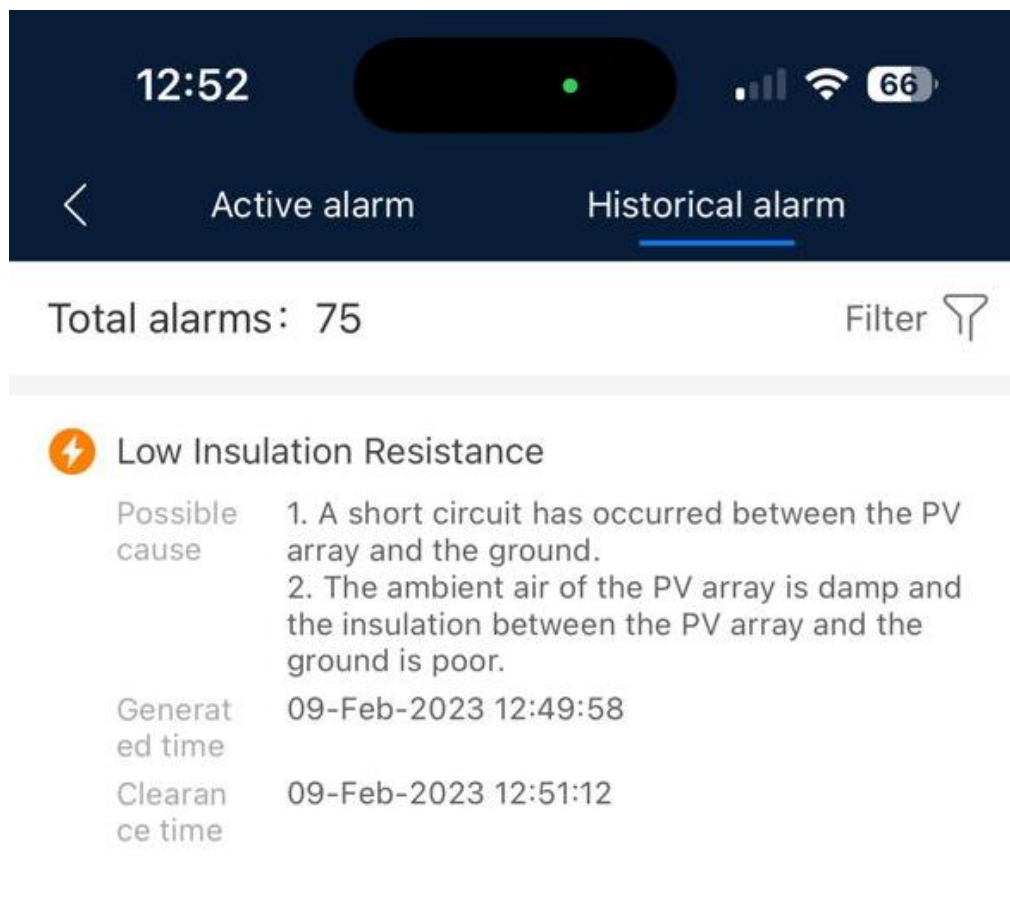 12:52
66
Active alarm Historical alarm
Total alarms: 75 Filter
Low Insulation Resistance
Possible cause
1. A short circuit has occurred between the PV
array and the ground.
2. The ambient air of the PV array is damp and
the insulation between the PV array and the
ground is poor.
Generat
ed time
09-Feb-2023 12:49:58
Clearan
ce time
09-Feb-2023 12:51:12